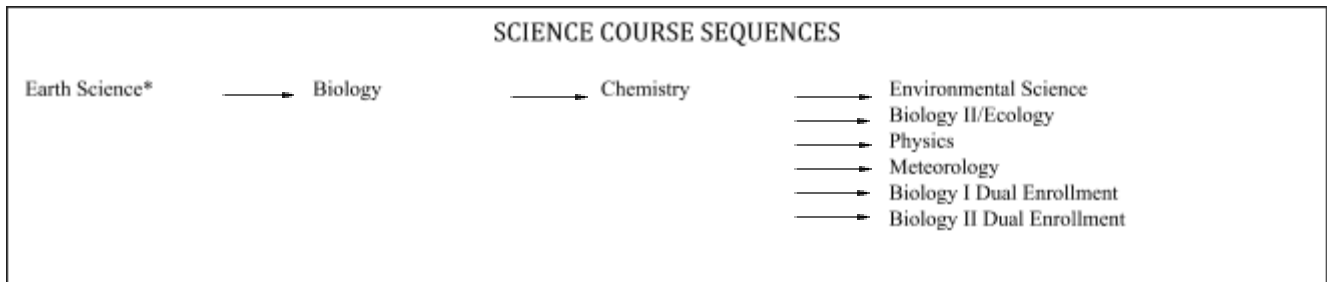 SCIENCE COURSE SEQUENCES
Earth Science* Biology Chemistry Environmental Science
Biology II/Ecology
Physics
Meteorology
Biology I Dual Enrollment
Biology II Dual Enrollment